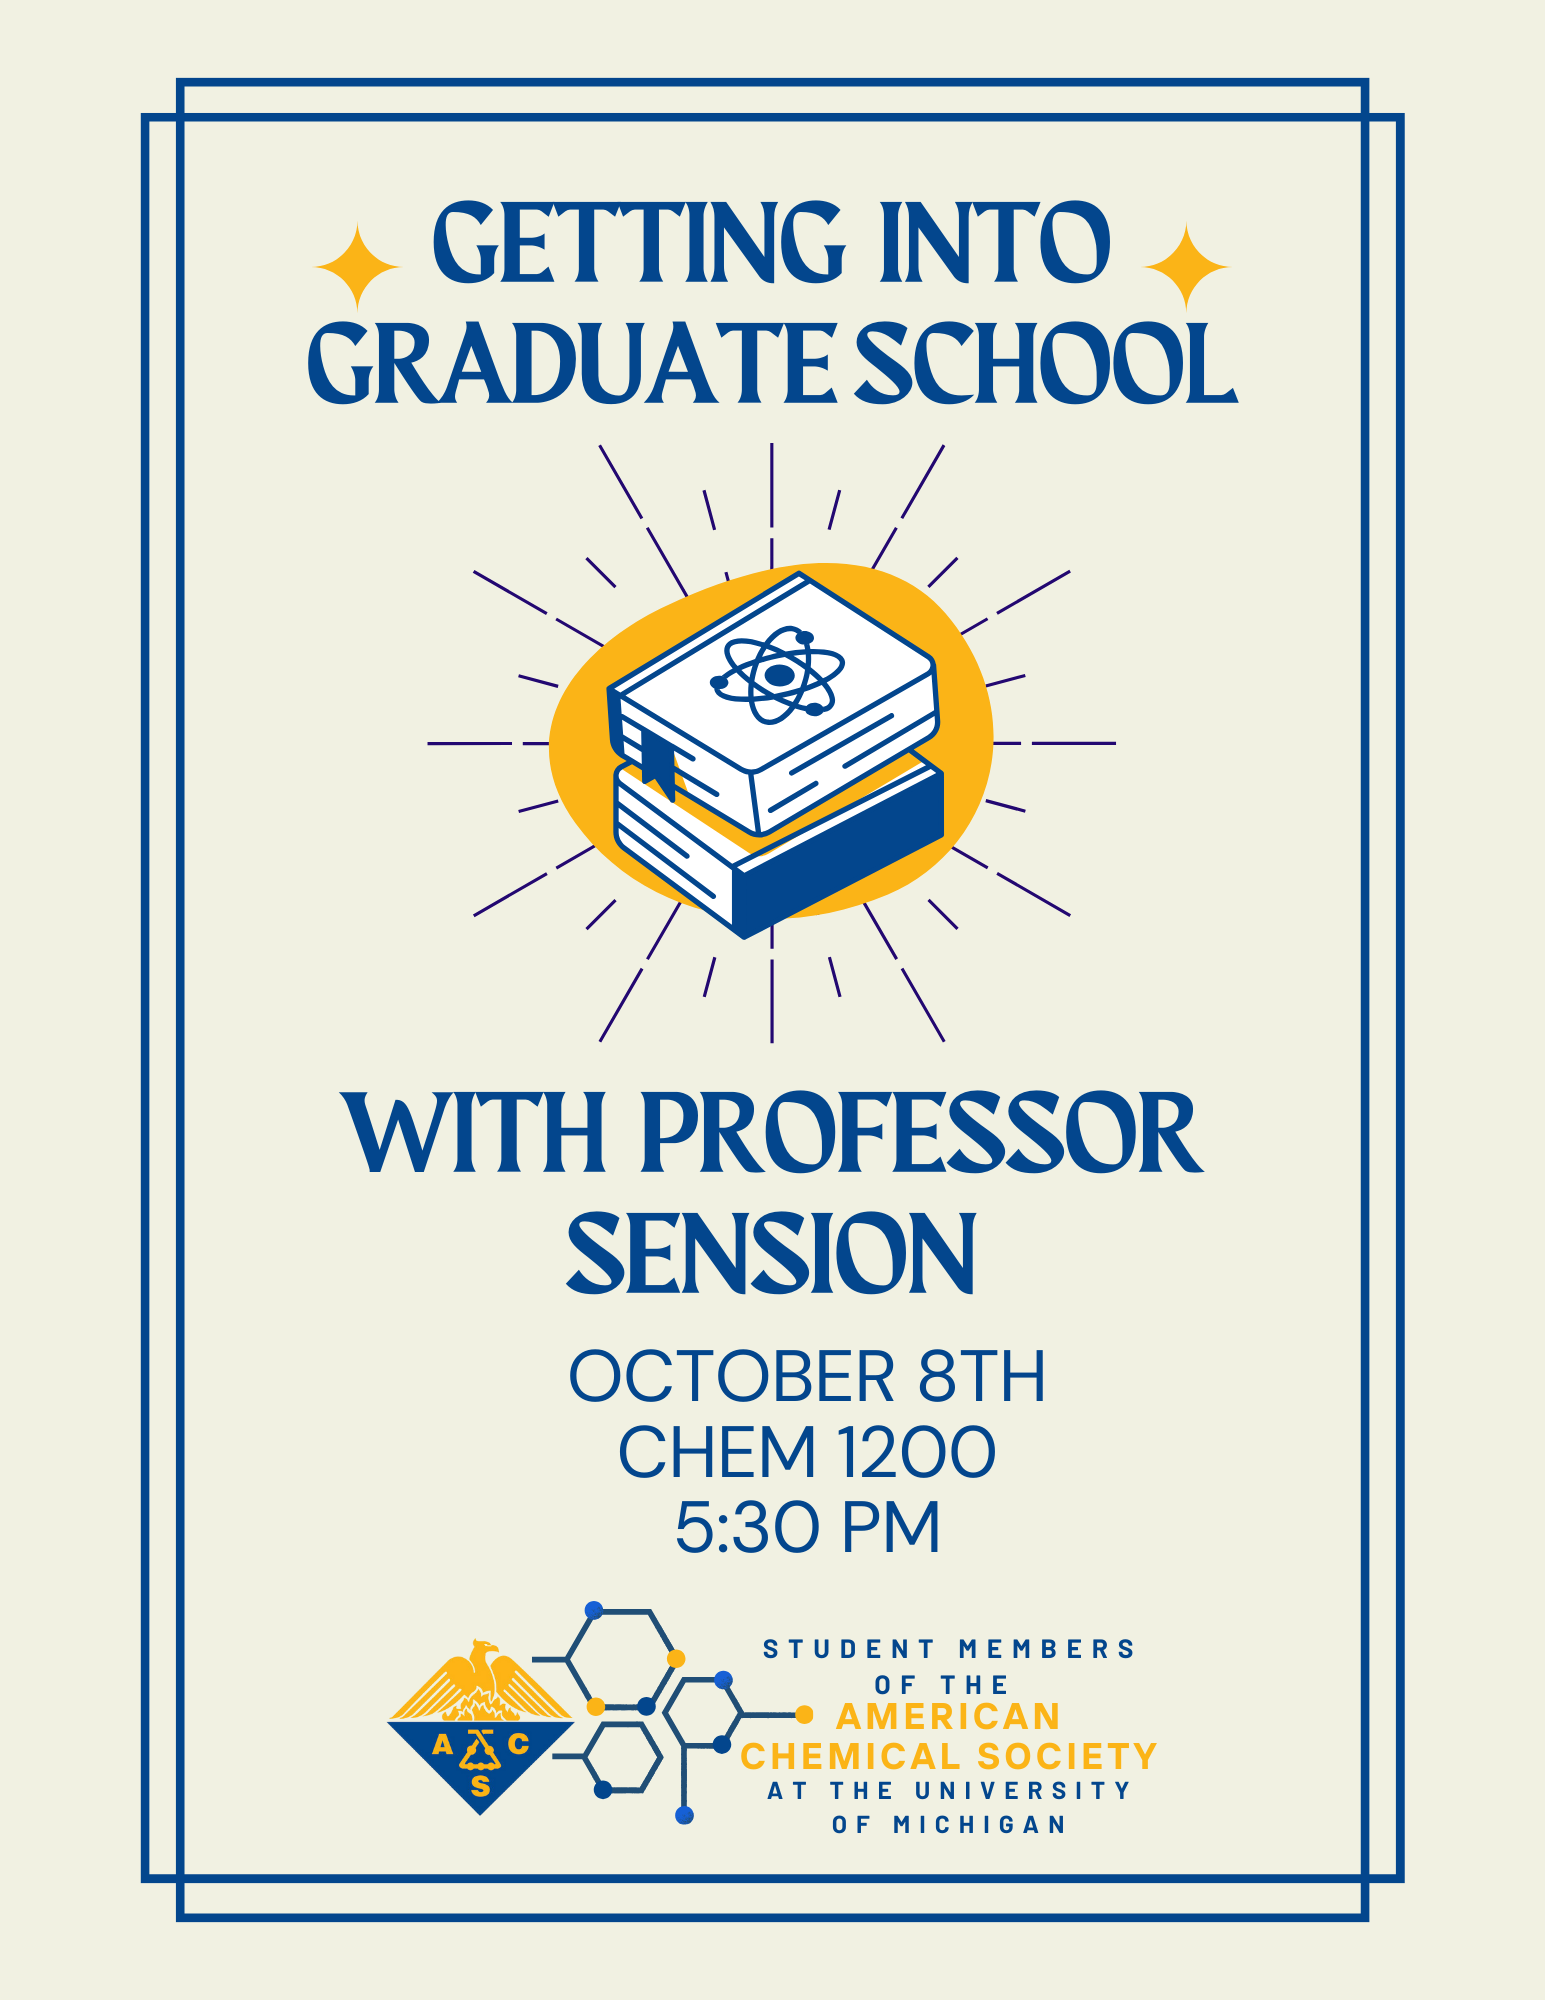 GETTING INTO
GRADUATE SCHOOL
WITH PROFESSOR
SENSION
OCTOBER 8TH
CHEM 1200
5:30 PM
A C
S
STUDENT MEMBERS
OF THE
AMERICAN
CHEMICAL SOCIETY
AT THE UNIVERSITY
OF MICHIGAN